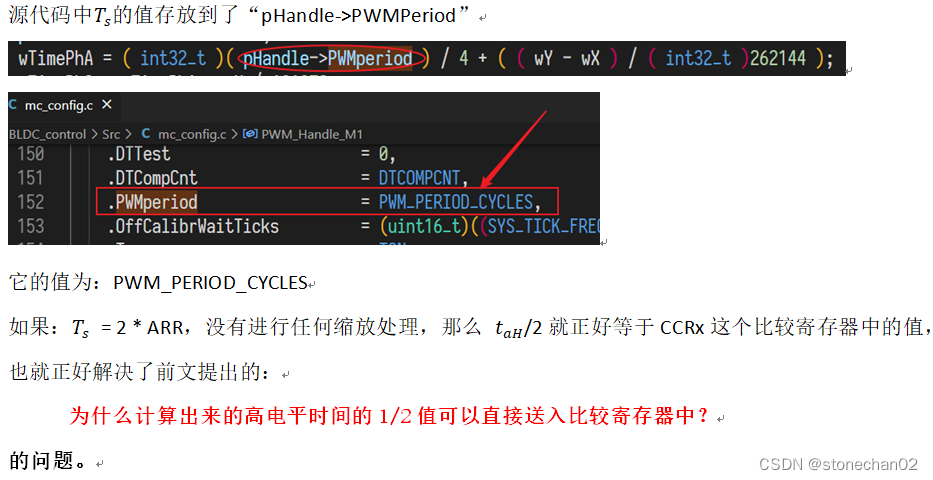 源代码中Ts的值存放到了“pHandle->PWMPeriod”
wTimePhA = ( int32_t )( pHandle->PWMperiod ) / 4 + ( ( wY - wX ) / ( int32_t )262144 );
mc_config.c ×
BLDC_control > Src > C mc_config.c > PWM_Handle_M1
150 .DTTest = 0,
151 .DTCompCnt = DTCOMPCNT,
152 .PWMperiod = PWM_PERIOD_CYCLES,
153 .OffCalibrWaitTicks = (uint16_t)((SYS_TICK_FREQ
它的值为：PWM_PERIOD_CYCLES
如果：Ts = 2 * ARR，没有进行任何缩放处理，那么 taH/2 就正好等于 CCRx 这个比较寄存器中的值，
也就正好解决了前文提出的：
为什么计算出来的高电平时间的 1/2 值可以直接送入比较寄存器中？
的问题。
CSDN @stonechan02